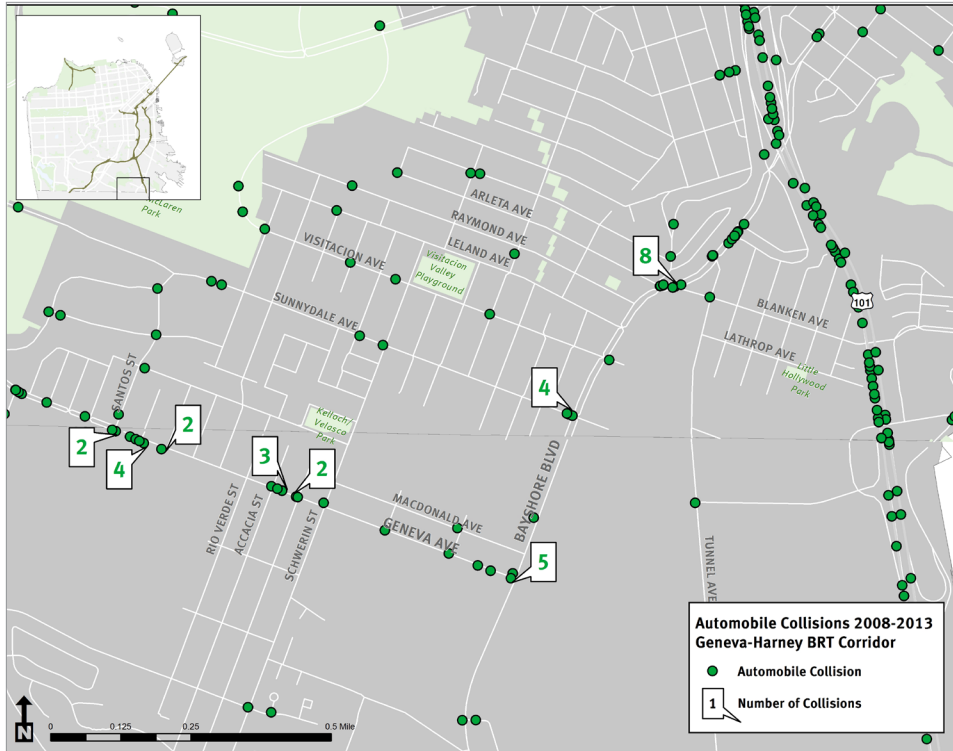 McLaren
Park
ARLETA AVE
RAYMOND AVE
LELAND AVE
VISITACION AVE
Visitacion
Valley
Playground
SUNNYDALE AVE
8
101
BLANKEN AVE
LATHROP AVE
Little
Hollywood
Park
SANTOS ST
4
Kelloch/
Velasco
Park
2
2
4
3
2
BAYSHORE BLVD
MACDONALD AVE
GENEVA AVE
RIO VERDE ST
ACCACIA ST
SCHWERIN ST
5
TUNNEL AVE
Automobile Collisions 2008-2013
Geneva-Harney BRT Corridor
Automobile Collision
1 Number of Collisions
N
0 0.125 0.25 0.5 Mile